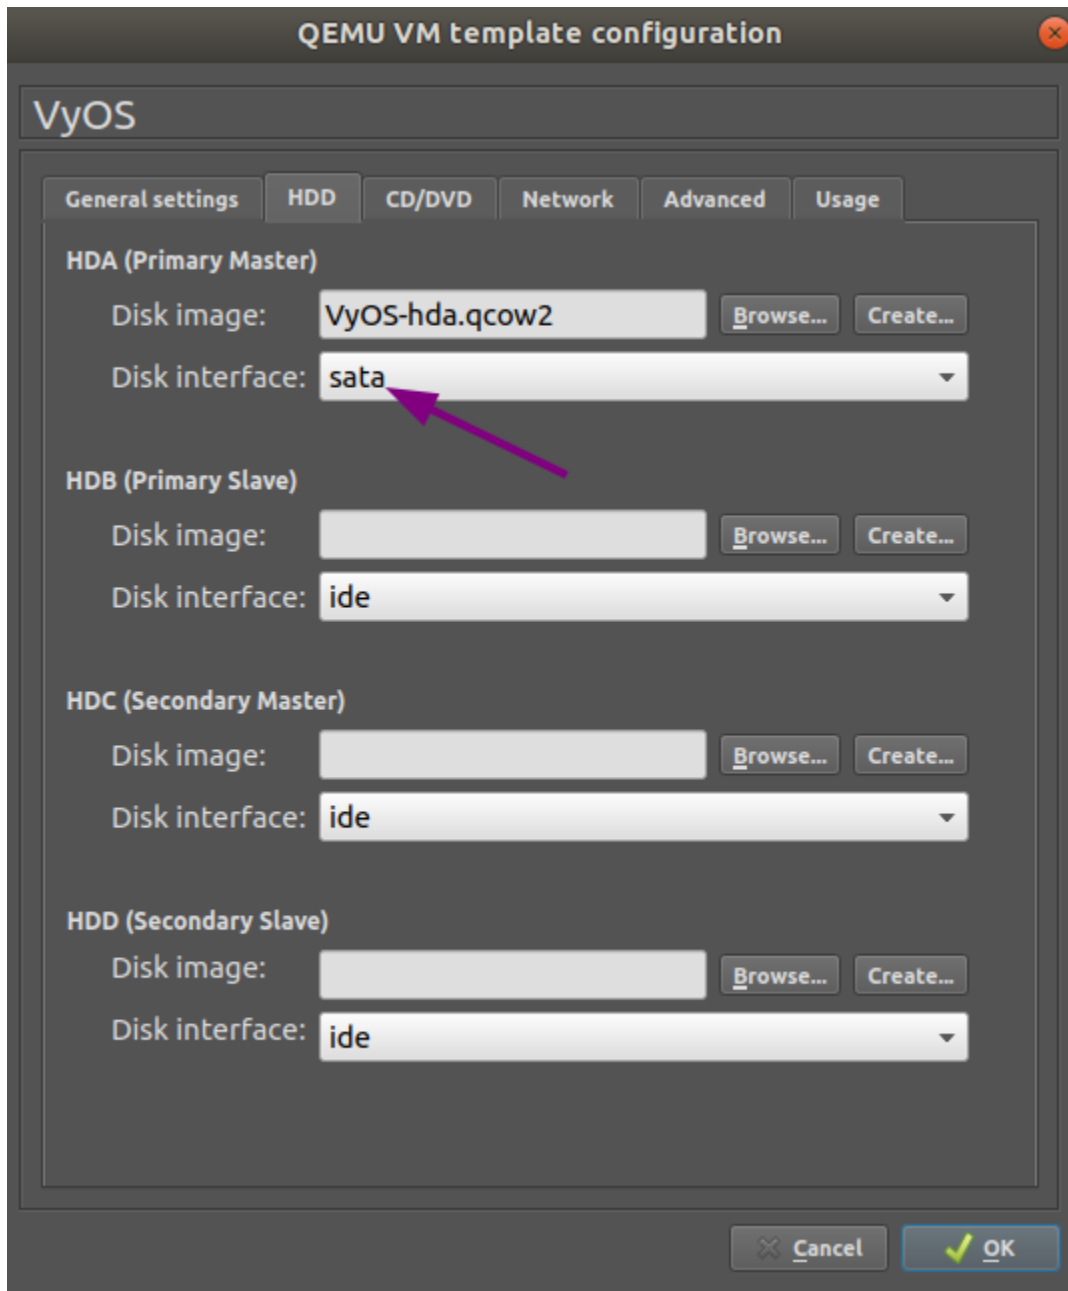 QEMU VM template configuration
VyOS
General settings HDD CD/DVD Network Advanced Usage
HDA (Primary Master)
Disk image: VyOS-hda.qcow2 Browse... Create...
Disk interface: sata
HDB (Primary Slave)
Disk image: Browse... Create...
Disk interface: ide
HDC (Secondary Master)
Disk image: Browse... Create...
Disk interface: ide
HDD (Secondary Slave)
Disk image: Browse... Create...
Disk interface: ide
Cancel OK